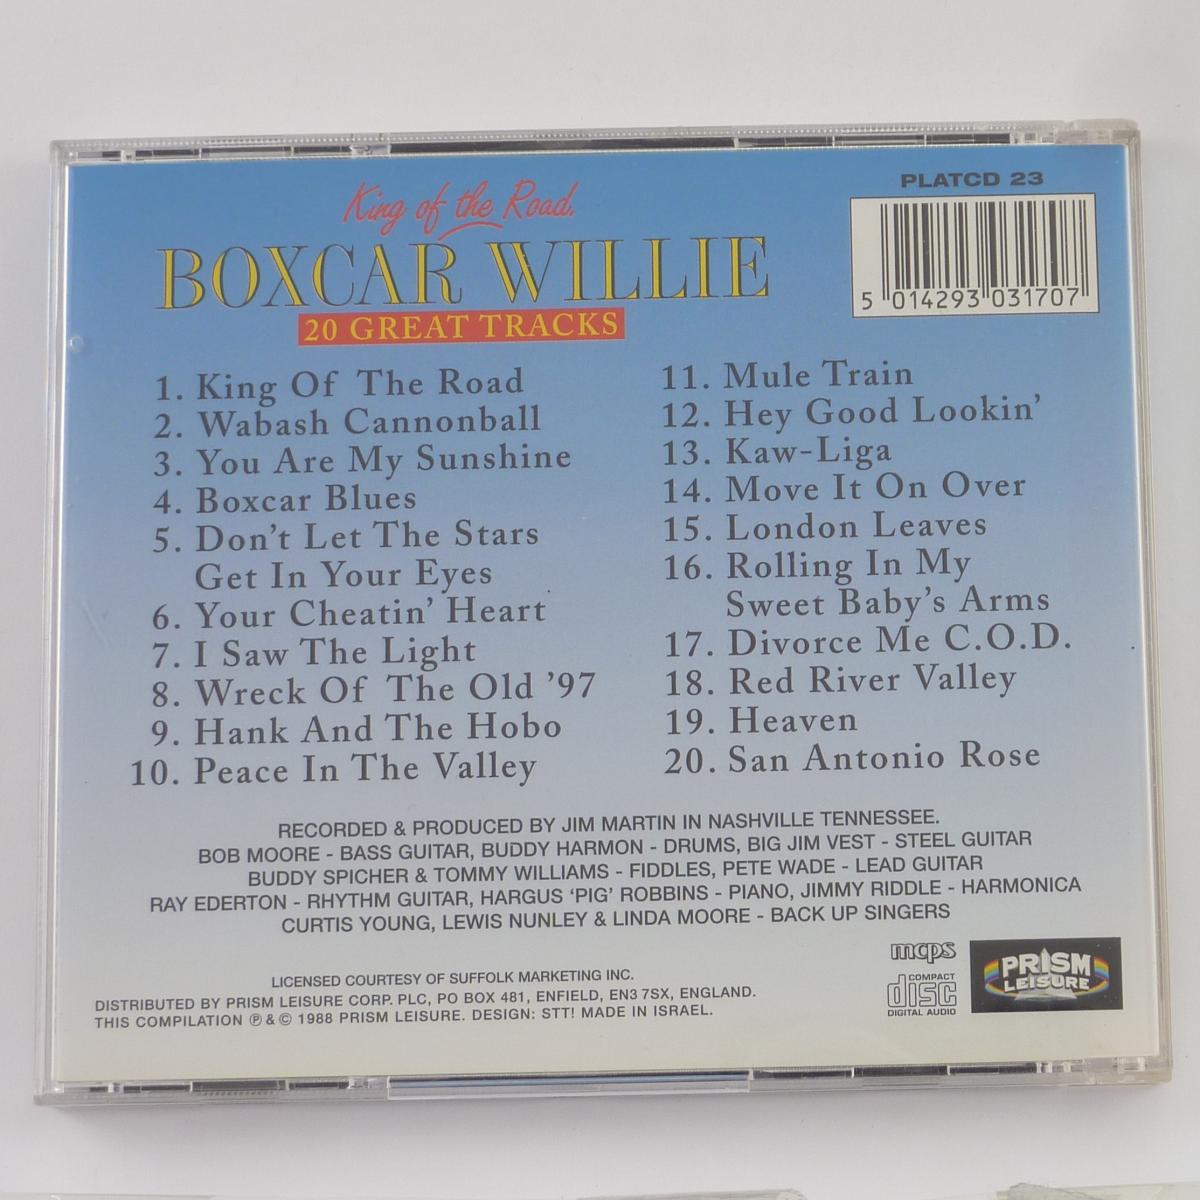 King of the Road.
BOXCAR WILLIE
20 GREAT TRACKS
PLATCD 23
5 014293 031707
1. King Of The Road
2. Wabash Cannonball
3. You Are My Sunshine
4. Boxcar Blues
5. Don't Let The Stars
Get In Your Eyes
6. Your Cheatin' Heart
7. I Saw The Light
8. Wreck Of The Old '97
9. Hank And The Hobo
10. Peace In The Valley
11. Mule Train
12. Hey Good Lookin'
13. Kaw-Liga
14. Move It On Over
15. London Leaves
16. Rolling In My
Sweet Baby's Arms
17. Divorce Me C.O.D.
18. Red River Valley
19. Heaven
20. San Antonio Rose
RECORDED & PRODUCED BY JIM MARTIN IN NASHVILLE TENNESSEE.
BOB MOORE - BASS GUITAR, BUDDY HARMON - DRUMS, BIG JIM VEST - STEEL GUITAR
BUDDY SPICHER & TOMMY WILLIAMS - FIDDLES, PETE WADE - LEAD GUITAR
RAY EDERTON - RHYTHM GUITAR, HARGUS 'PIG' ROBBINS - PIANO, JIMMY RIDDLE - HARMONICA
CURTIS YOUNG, LEWIS NUNLEY & LINDA MOORE - BACK UP SINGERS
LICENSED COURTESY OF SUFFOLK MARKETING INC.
DISTRIBUTED BY PRISM LEISURE CORP. PLC, PO BOX 481, ENFIELD, EN3 7SX, ENGLAND.
THIS COMPILATION ℗ & © 1988 PRISM LEISURE. DESIGN: STT! MADE IN ISRAEL.
mcps
COMPACT
disc
DIGITAL AUDIO
PRISM
LEISURE